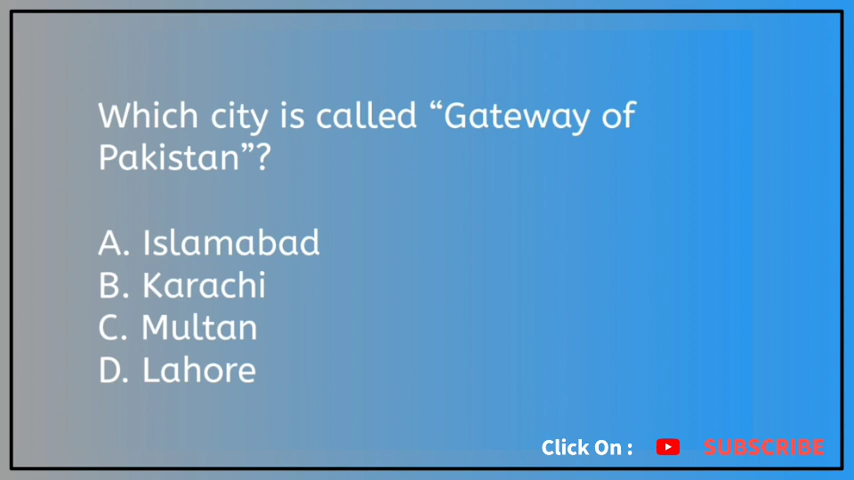 Which city is called “Gateway of
Pakistan”?
A. Islamabad
B. Karachi
C. Multan
D. Lahore
Click On : SUBSCRIBE